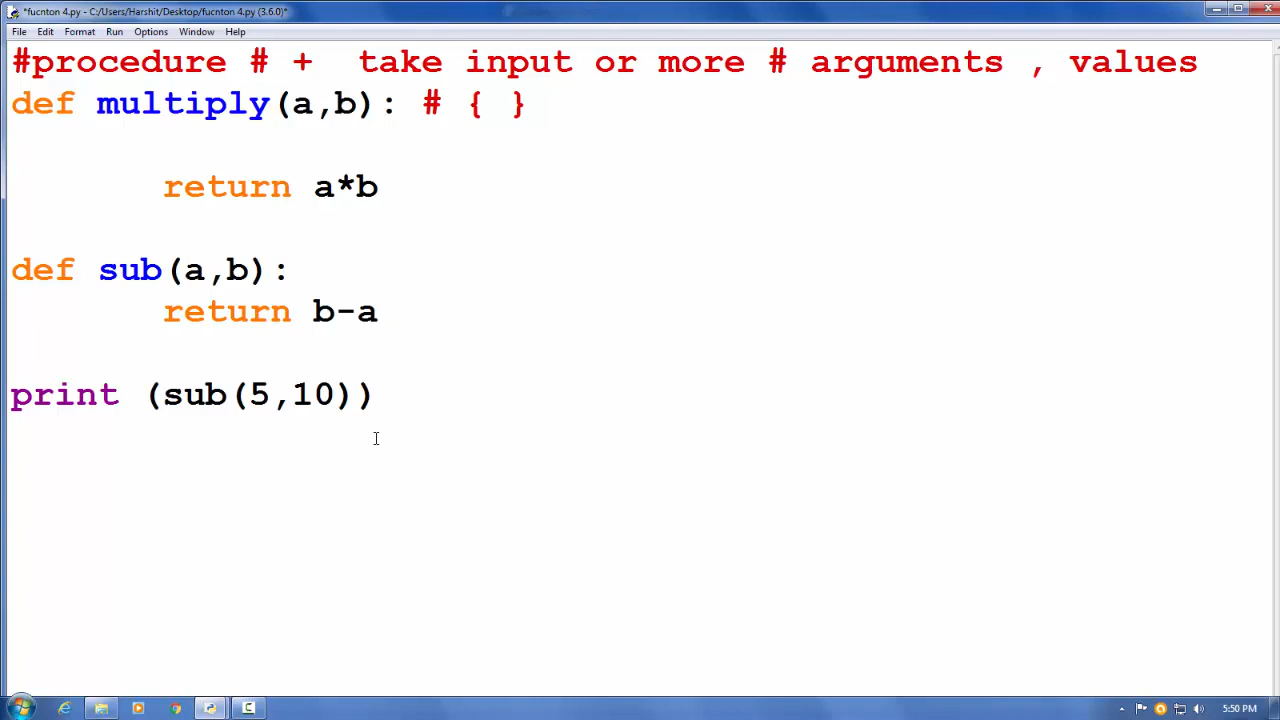 *fucnton 4.py - C:/Users/Harshit/Desktop/fucnton 4.py (3.6.0)*
File Edit Format Run Options Window Help
#procedure # + take input or more # arguments , values
def multiply(a,b): # { }
return a*b
def sub(a,b):
return b-a
print (sub(5,10))
5:50 PM